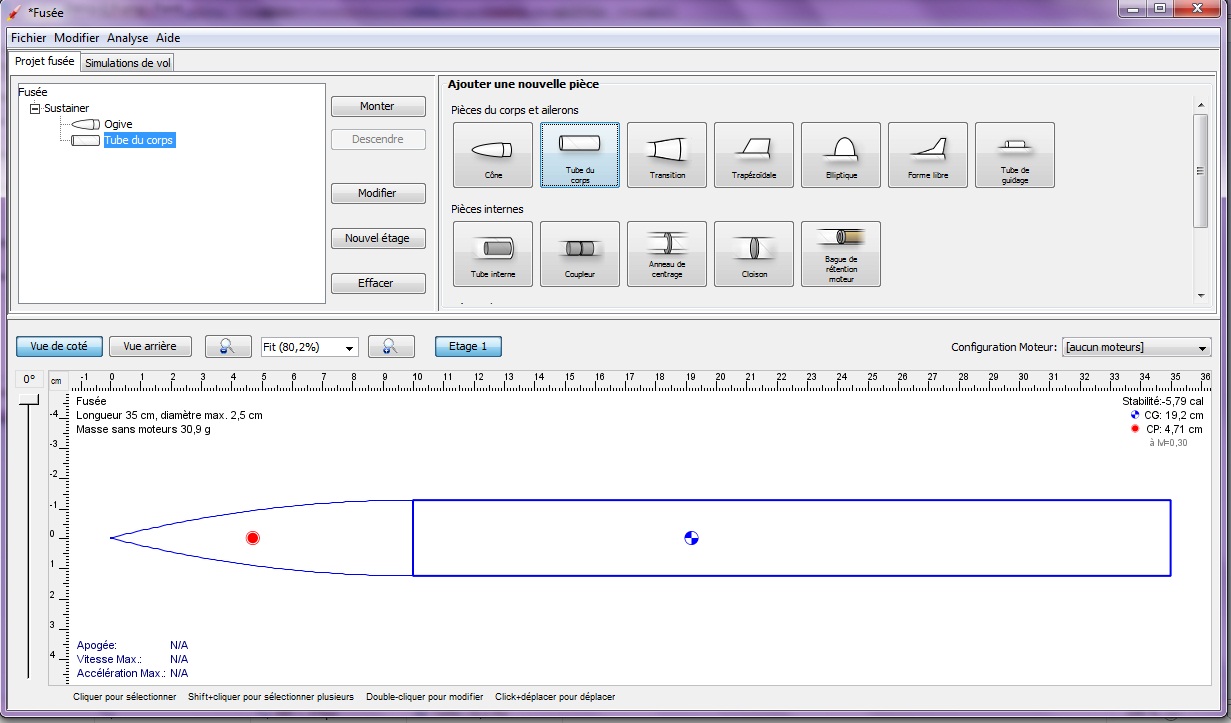 *Fusée
Fichier Modifier Analyse Aide
Projet fusée Simulations de vol
Fusée
Sustainer
Ogive
Tube du corps
Monter
Descendre
Modifier
Nouvel étage
Effacer
Ajouter une nouvelle pièce
Pièces du corps et ailerons
Cône
Tube du
corps
Transition
Trapézoïdale
Elliptique
Forme libre
Tube de
guidage
Pièces internes
Tube interne
Coupleur
Anneau de
centrage
Cloison
Bague de
rétention
moteur
Vue de coté Vue arrière Fit (80,2%) Etage 1 Configuration Moteur: [aucun moteurs]
0° cm -1 0 1 2 3 4 5 6 7 8 9 10 11 12 13 14 15 16 17 18 19 20 21 22 23 24 25 26 27 28 29 30 31 32 33 34 35 36
Fusée
Longueur 35 cm, diamètre max. 2,5 cm
Masse sans moteurs 30,9 g
Stabilité:-5,79 cal
CG: 19,2 cm
CP: 4,71 cm
à M=0,30
-4
-3
-2
-1
0
1
2
3
4
Apogée: N/A
Vitesse Max.: N/A
Accélération Max.: N/A
Cliquer pour sélectionner Shift+cliquer pour sélectionner plusieurs Double-cliquer pour modifier Click+déplacer pour déplacer